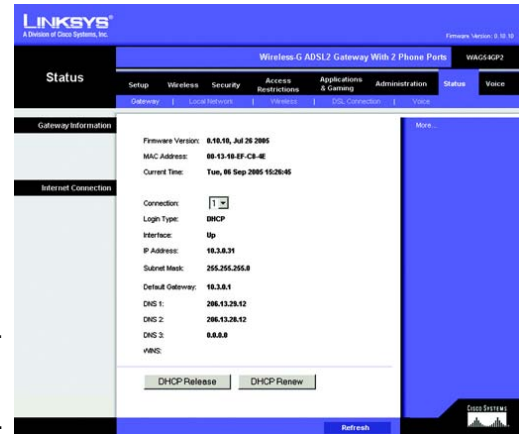 LINKSYS®
A Division of Cisco Systems, Inc.
Firmware Version: 0.10.10
Wireless-G ADSL2 Gateway With 2 Phone Ports WAG54GP2
Status
Setup Wireless Security Access Restrictions Applications & Gaming Administration Status Voice
Gateway | Local Network | Wireless | DSL Connection | Voice
Gateway Information
More...
Firmware Version: 0.10.10, Jul 26 2005
MAC Address: 00-13-10-EF-C8-4E
Current Time: Tue, 06 Sep 2005 15:26:45
Internet Connection
Connection: 1
Login Type: DHCP
Interface: Up
IP Address: 10.3.0.31
Subnet Mask: 255.255.255.0
Default Gateway: 10.3.0.1
DNS 1: 206.13.29.12
DNS 2: 206.13.28.12
DNS 3: 0.0.0.0
WINS:
DHCP Release DHCP Renew
Refresh
CISCO SYSTEMS